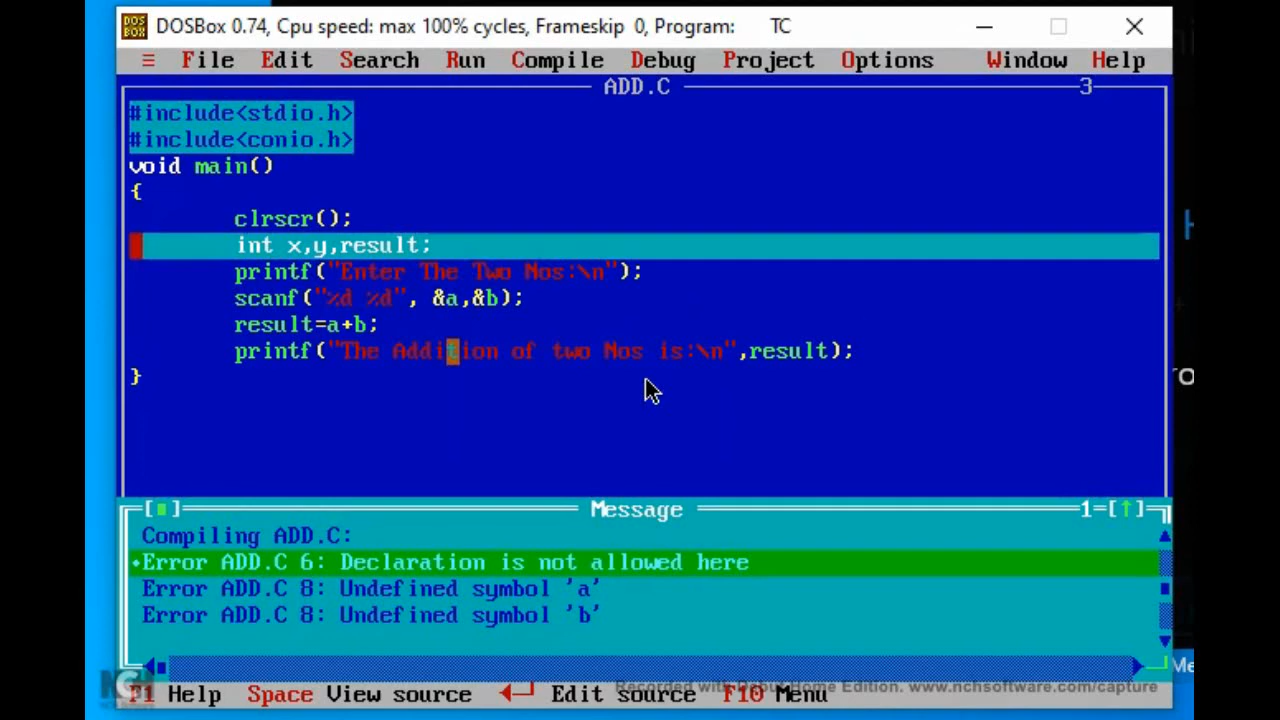 DOSBox 0.74, Cpu speed: max 100% cycles, Frameskip 0, Program: TC
≡ File Edit Search Run Compile Debug Project Options Window Help
ADD.C 3
#include<stdio.h>
#include<conio.h>
void main()
{
clrscr();
int x,y,result;
printf("Enter The Two Nos:\n");
scanf("%d %d", &a,&b);
result=a+b;
printf("The Addition of two Nos is:\n",result);
}
Message 1=[↑]
Compiling ADD.C:
•Error ADD.C 6: Declaration is not allowed here
Error ADD.C 8: Undefined symbol 'a'
Error ADD.C 8: Undefined symbol 'b'
F1 Help Space View source ←┘ Edit source F10 Menu
Recorded with Debut Home Edition. www.nchsoftware.com/capture